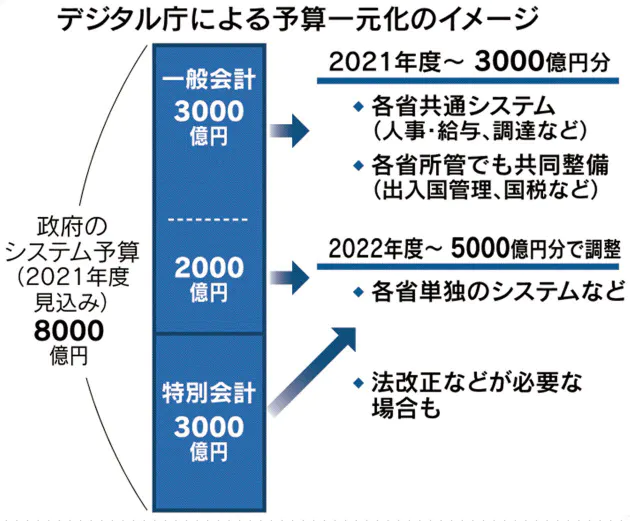 デジタル庁による予算一元化のイメージ
政府の
システム予算
(2021年度
見込み)
8000
億円
一般会計
3000
億円
2000
億円
特別会計
3000
億円
2021年度〜 3000億円分
◆ 各省共通システム
(人事・給与、調達など)
◆ 各省所管でも共同整備
(出入国管理、国税など)
2022年度〜 5000億円分で調整
◆ 各省単独のシステムなど
◆ 法改正などが必要な
場合も